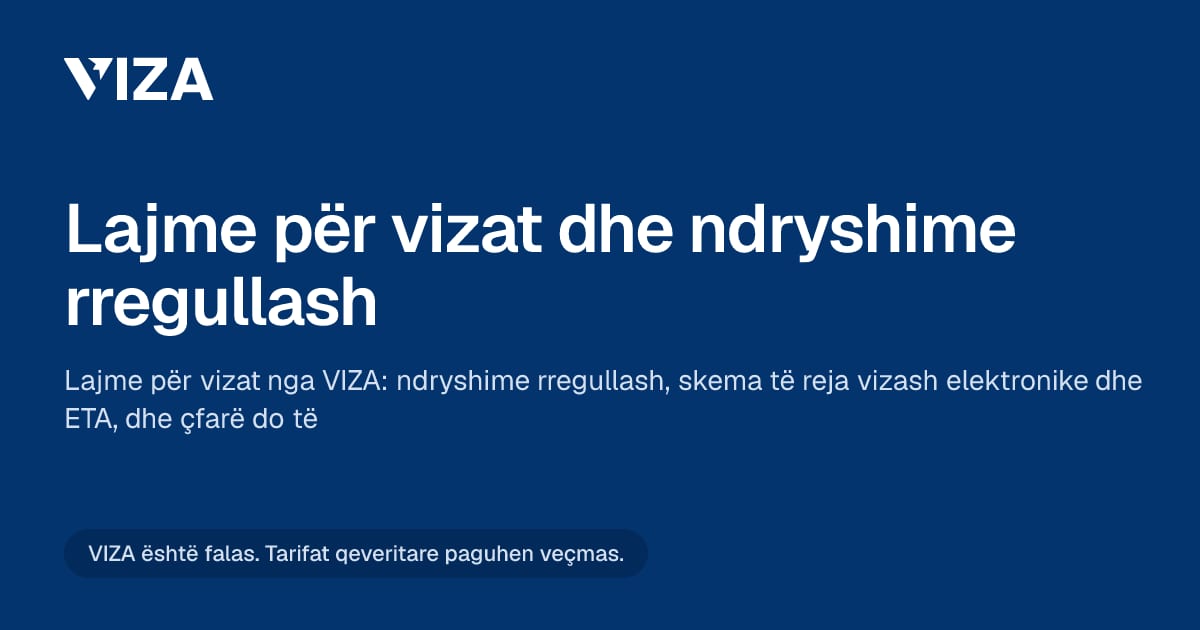 VIZA
Lajme për vizat dhe ndryshime
rregullash
Lajme për vizat nga VIZA: ndryshime rregullash, skema të reja vizash elektronike dhe
ETA, dhe çfarë do të
VIZA është falas. Tarifat qeveritare paguhen veçmas.